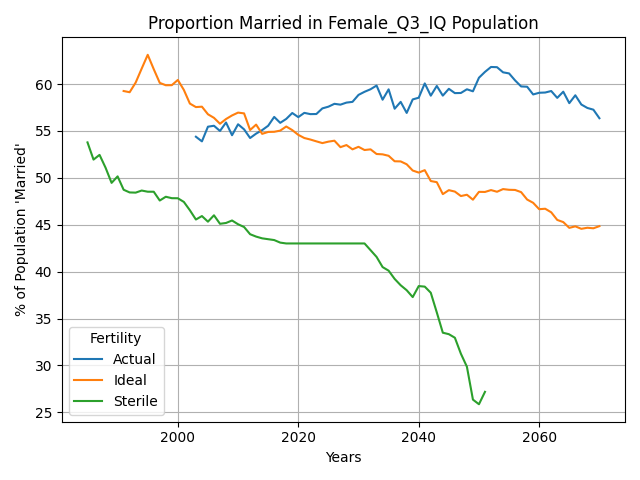 Proportion Married in Female_Q3_IQ Population
% of Population 'Married'
60
55
50
45
40
35
30
25
Fertility
Actual
Ideal
Sterile
2000
2020
2040
2060
Years